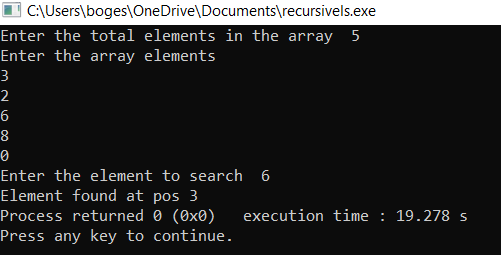 C:\Users\boges\OneDrive\Documents\recursivels.exe
Enter the total elements in the array  5
Enter the array elements
3
2
6
8
0
Enter the element to search  6
Element found at pos 3
Process returned 0 (0x0)   execution time : 19.278 s
Press any key to continue.